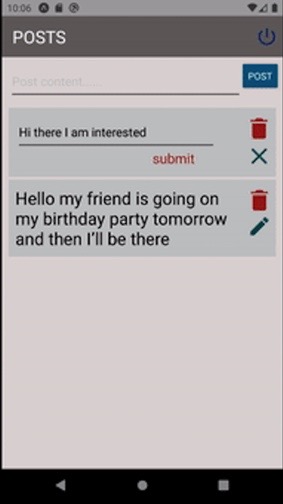 10:06
POSTS
Post content.....
POST
Hi there I am interested
submit
Hello my friend is going on
my birthday party tomorrow
and then I'll be there